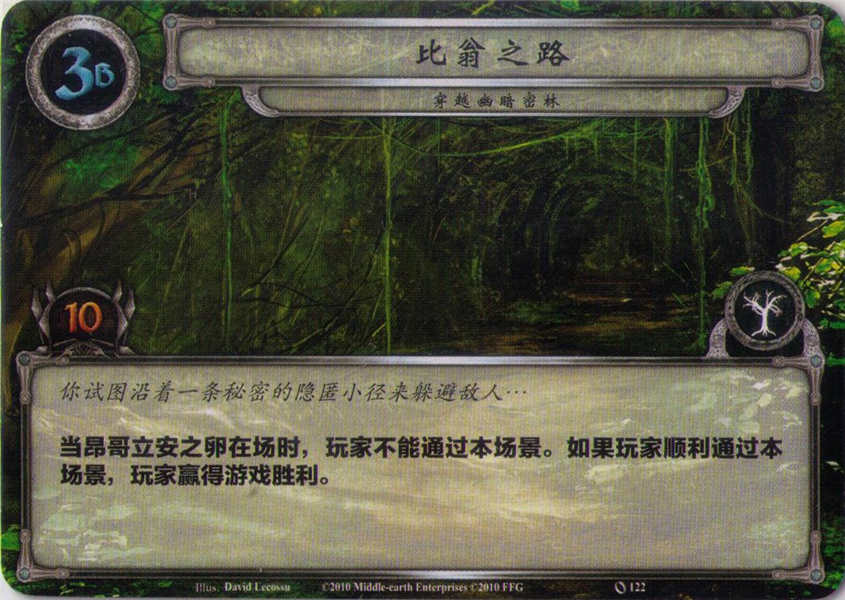 3B
比翁之路
穿越幽暗密林
10
你试图沿着一条秘密的隐匿小径来躲避敌人…
当昂哥立安之卵在场时，玩家不能通过本场景。如果玩家顺利通过本
场景，玩家赢得游戏胜利。
Illus. David Lecossu ©2010 Middle-earth Enterprises ©2010 FFG 122